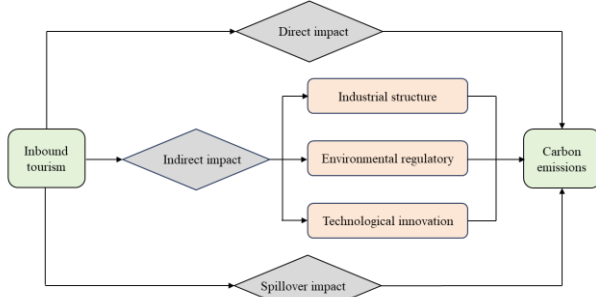 Direct impact
Industrial structure
Inbound
tourism
Indirect impact
Environmental regulatory
Carbon
emissions
Technological innovation
Spillover impact